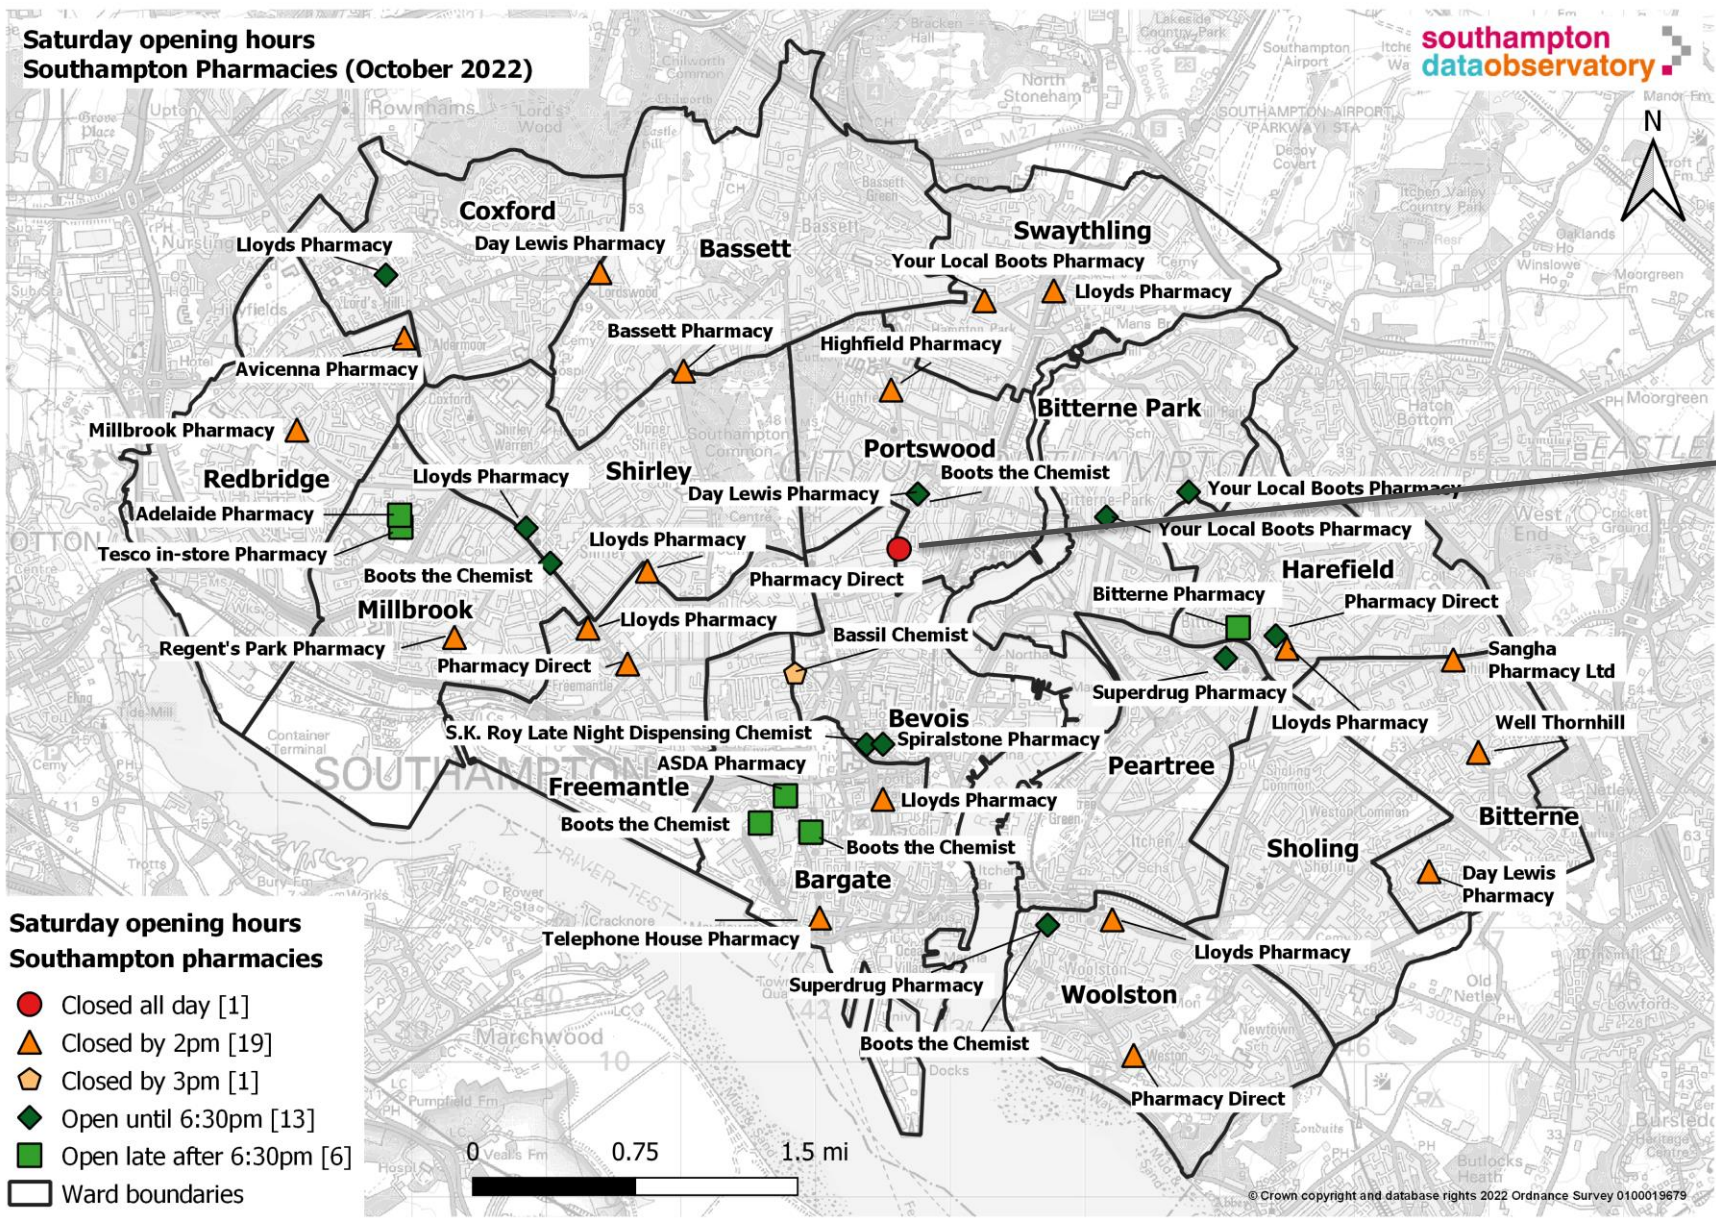 Saturday opening hours
Southampton Pharmacies (October 2022)
southampton
dataobservatory
N
Coxford
Lloyds Pharmacy
Day Lewis Pharmacy
Bassett
Swaythling
Your Local Boots Pharmacy
Lloyds Pharmacy
Bassett Pharmacy
Highfield Pharmacy
Avicenna Pharmacy
Bitterne Park
Millbrook Pharmacy
Portswood
Redbridge
Lloyds Pharmacy
Shirley
Boots the Chemist
Day Lewis Pharmacy
Your Local Boots Pharmacy
Adelaide Pharmacy
Your Local Boots Pharmacy
Tesco in-store Pharmacy
Lloyds Pharmacy
Boots the Chemist
Pharmacy Direct
Harefield
Bitterne Pharmacy
Pharmacy Direct
Millbrook
Lloyds Pharmacy
Bassil Chemist
Regent's Park Pharmacy
Pharmacy Direct
Sangha
Pharmacy Ltd
Superdrug Pharmacy
Lloyds Pharmacy
Well Thornhill
Bevois
S.K. Roy Late Night Dispensing Chemist
Spiralstone Pharmacy
ASDA Pharmacy
Peartree
SOUTHAMPTON
Freemantle
Lloyds Pharmacy
Boots the Chemist
Boots the Chemist
Bitterne
Sholing
Bargate
Day Lewis
Pharmacy
Telephone House Pharmacy
Lloyds Pharmacy
Superdrug Pharmacy
Woolston
Boots the Chemist
Pharmacy Direct
RIVER TEST
Marchwood
Rownhams
North
Stoneham
Saturday opening hours
Southampton pharmacies
Closed all day [1]
Closed by 2pm [19]
Closed by 3pm [1]
Open until 6:30pm [13]
Open late after 6:30pm [6]
Ward boundaries
0 0.75 1.5 mi
© Crown copyright and database rights 2022 Ordnance Survey 0100019679